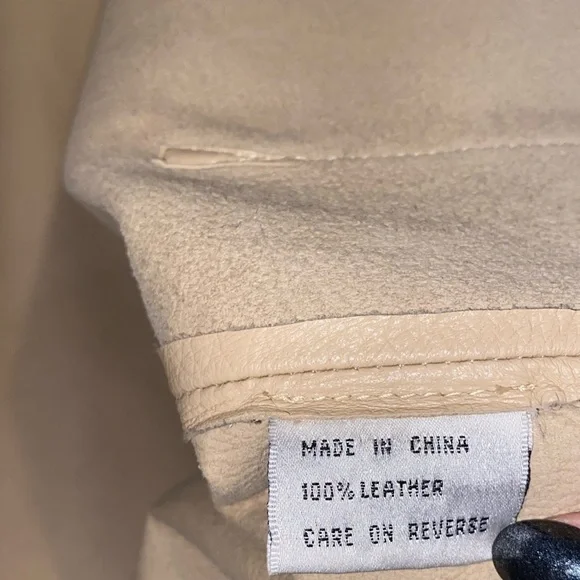 MADE IN CHINA
100% LEATHER
CARE ON REVERSE